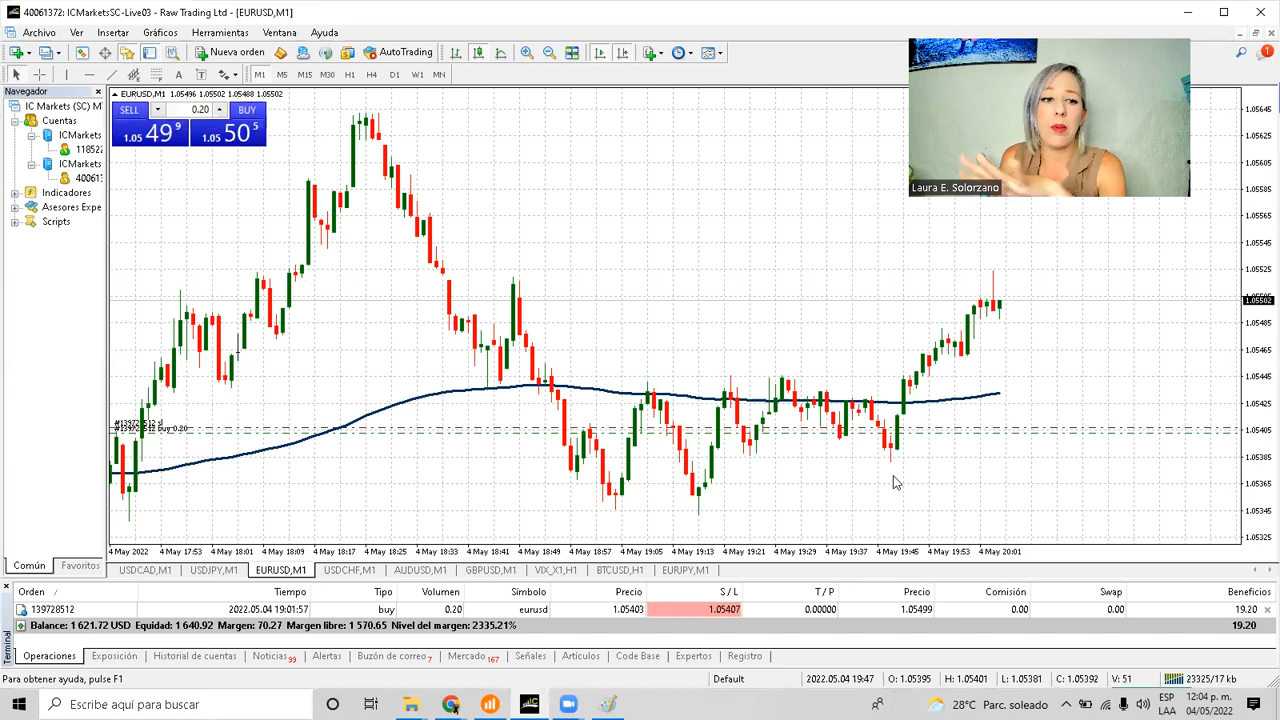 40061372: ICMarketsSC-Live03 - Raw Trading Ltd - [EURUSD,M1]
Archivo Ver Insertar Gráficos Herramientas Ventana Ayuda
Nueva orden AutoTrading 1
A T M1 M5 M15 M30 H1 H4 D1 W1 MN
Navegador
IC Markets (SC) M
Cuentas
ICMarkets
11852
ICMarkets
40061
Indicadores
Asesores Expe
Scripts
Común Favoritos
EURUSD,M1 1.05496 1.05502 1.05488 1.05502
SELL 0.20 BUY
1.05 49 9 1.05 50 5
Laura E. Solorzano
1.05645
1.05625
1.05605
1.05585
1.05565
1.05545
1.05525
1.05502
1.05485
1.05465
1.05445
1.05425
1.05405
1.05385
1.05365
1.05345
1.05325
4 May 2022 4 May 17:53 4 May 18:01 4 May 18:09 4 May 18:17 4 May 18:25 4 May 18:33 4 May 18:41 4 May 18:49 4 May 18:57 4 May 19:05 4 May 19:13 4 May 19:21 4 May 19:29 4 May 19:37 4 May 19:45 4 May 19:53 4 May 20:01
USDCAD,M1 USDJPY,M1 EURUSD,M1 USDCHF,M1 AUDUSD,M1 GBPUSD,M1 VIX_X1,H1 BTCUSD,H1 EURJPY,M1
Orden / Tiempo Tipo Volumen Símbolo Precio S / L T / P Precio Comisión Swap Beneficios
139728512 2022.05.04 19:01:57 buy 0.20 eurusd 1.05403 1.05407 0.00000 1.05499 0.00 0.00 19.20
Balance: 1 621.72 USD Equidad: 1 640.92 Margen: 70.27 Margen libre: 1 570.65 Nivel del margen: 2335.21% 19.20
Terminal
Operaciones Exposición Historial de cuentas Noticias 99 Alertas Buzón de correo 7 Mercado 167 Señales Artículos Code Base Expertos Registro
Para obtener ayuda, pulse F1 Default 2022.05.04 19:47 O: 1.05395 H: 1.05401 L: 1.05381 C: 1.05392 V: 51 23325/17 kb
Escribe aquí para buscar 28°C Parc. soleado ESP LAA 12:04 p. m. 04/05/2022